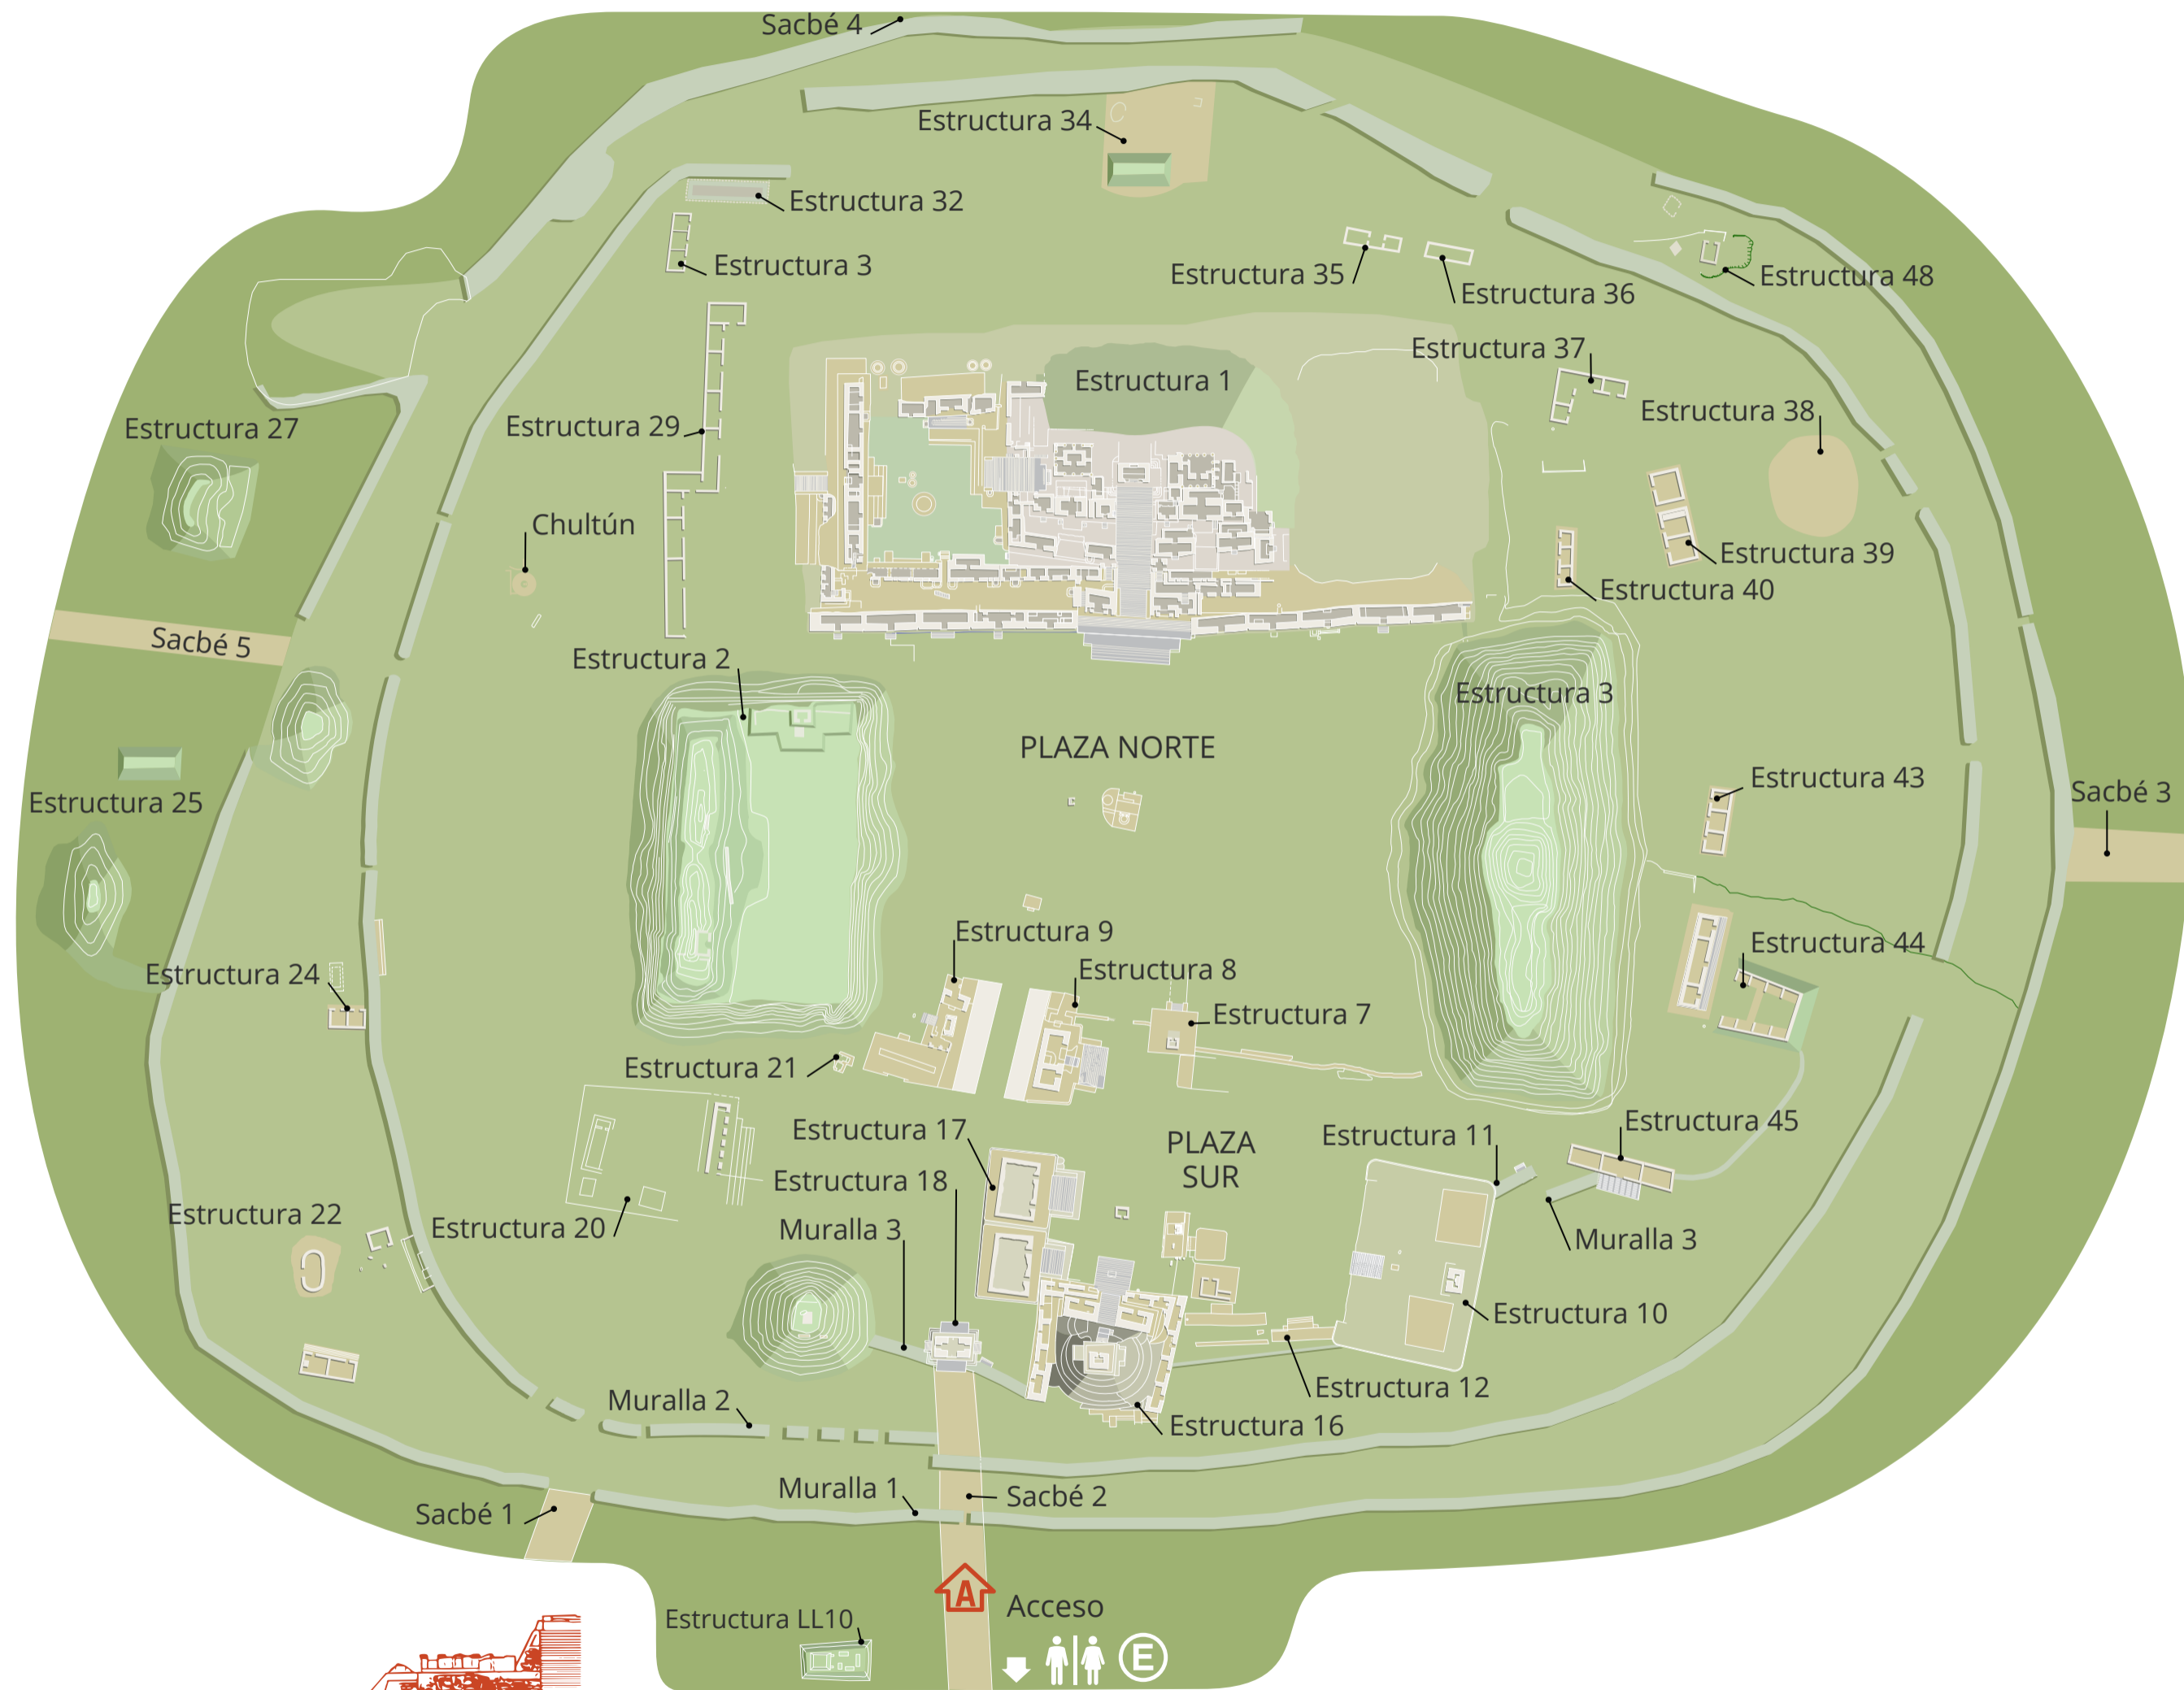 Sacbé 4
Estructura 34
Estructura 32
Estructura 3
Estructura 35
Estructura 36
Estructura 48
Estructura 37
Estructura 1
Estructura 38
Estructura 27
Estructura 29
Chultún
Estructura 39
Estructura 40
Sacbé 5
Estructura 2
Estructura 3
PLAZA NORTE
Estructura 43
Sacbé 3
Estructura 25
Estructura 9
Estructura 44
Estructura 8
Estructura 24
Estructura 7
Estructura 21
Estructura 17
Estructura 11
Estructura 45
PLAZA
SUR
Estructura 18
Estructura 22
Estructura 20
Muralla 3
Muralla 3
Estructura 10
Estructura 12
Muralla 2
Estructura 16
Muralla 1
Sacbé 2
Sacbé 1
A
Acceso
Estructura LL10
E